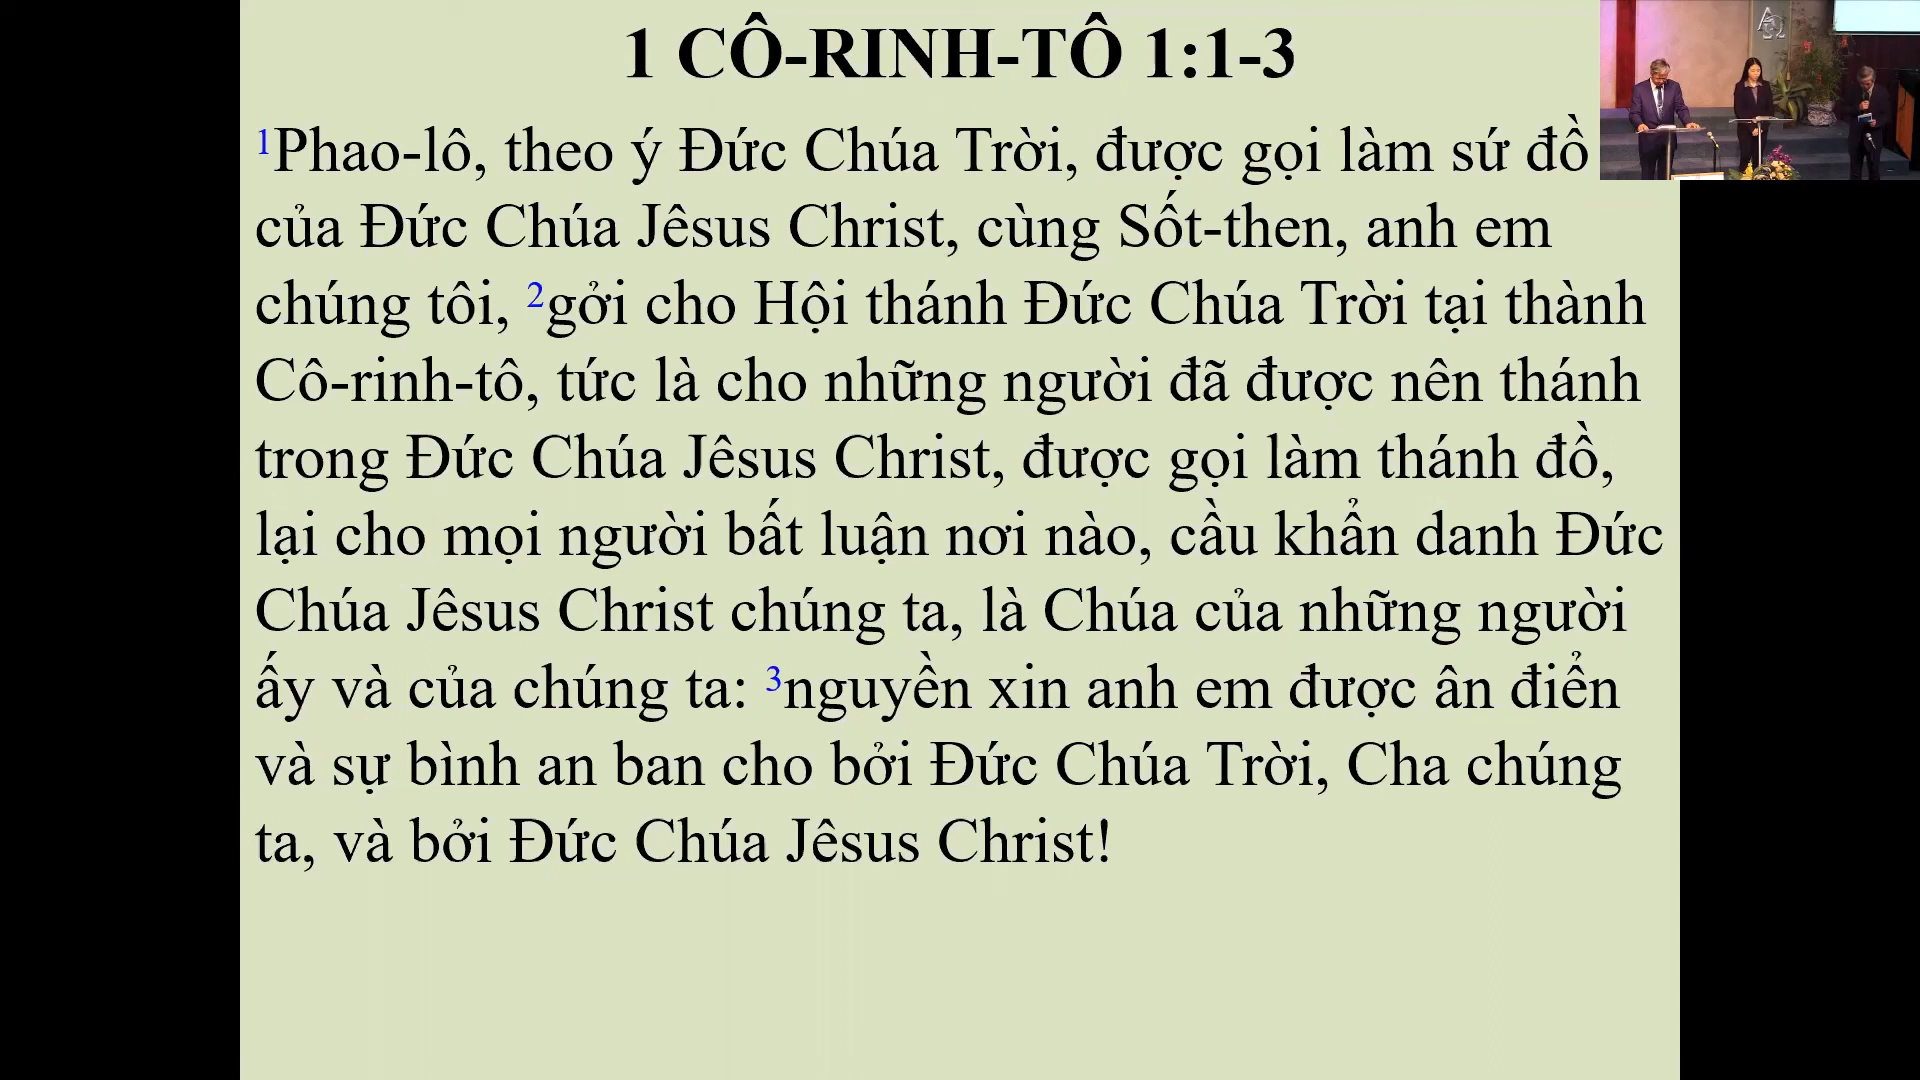 1 CÔ-RINH-TÔ 1:1-3
1Phao-lô, theo ý Đức Chúa Trời, được gọi làm sứ đồ
của Đức Chúa Jêsus Christ, cùng Sốt-then, anh em
chúng tôi, 2gởi cho Hội thánh Đức Chúa Trời tại thành
Cô-rinh-tô, tức là cho những người đã được nên thánh
trong Đức Chúa Jêsus Christ, được gọi làm thánh đồ,
lại cho mọi người bất luận nơi nào, cầu khẩn danh Đức
Chúa Jêsus Christ chúng ta, là Chúa của những người
ấy và của chúng ta: 3nguyền xin anh em được ân điển
và sự bình an ban cho bởi Đức Chúa Trời, Cha chúng
ta, và bởi Đức Chúa Jêsus Christ!